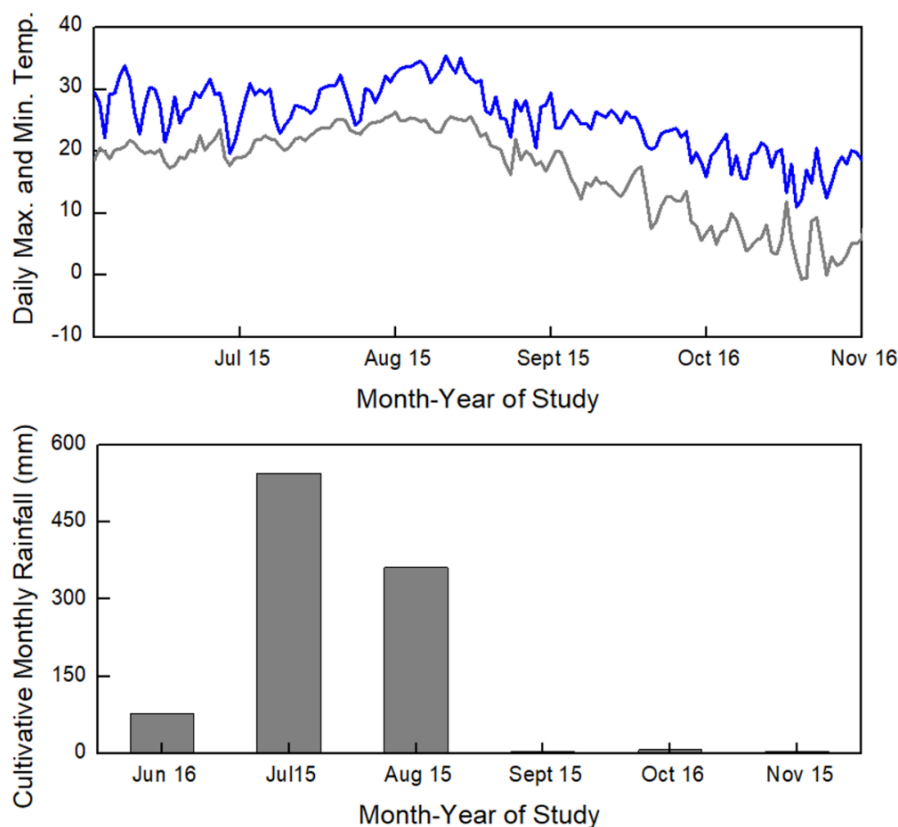 Daily Max. and Min. Temp.
40
30
20
10
0
-10
Jul 15
Aug 15
Sept 15
Oct 16
Nov 16
Month-Year of Study
Cultivative Monthly Rainfall (mm)
600
450
300
150
0
Jun 16
Jul15
Aug 15
Sept 15
Oct 16
Nov 15
Month-Year of Study